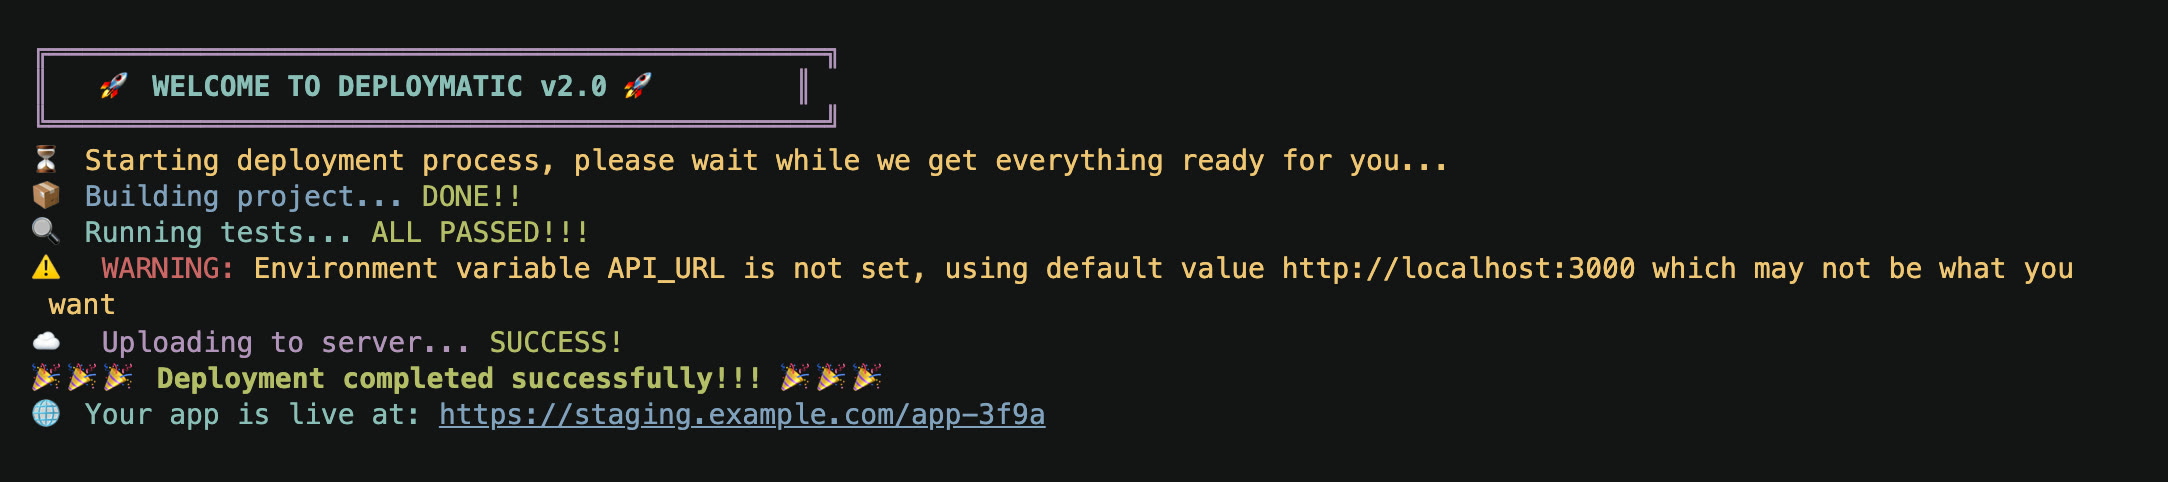 🚀 WELCOME TO DEPLOYMATIC v2.0 🚀
⏳ Starting deployment process, please wait while we get everything ready for you...
📦 Building project... DONE!!
🔍 Running tests... ALL PASSED!!!
⚠️ WARNING: Environment variable API_URL is not set, using default value http://localhost:3000 which may not be what you
want
☁️ Uploading to server... SUCCESS!
🎉🎉🎉 Deployment completed successfully!!! 🎉🎉🎉
🌐 Your app is live at: https://staging.example.com/app-3f9a